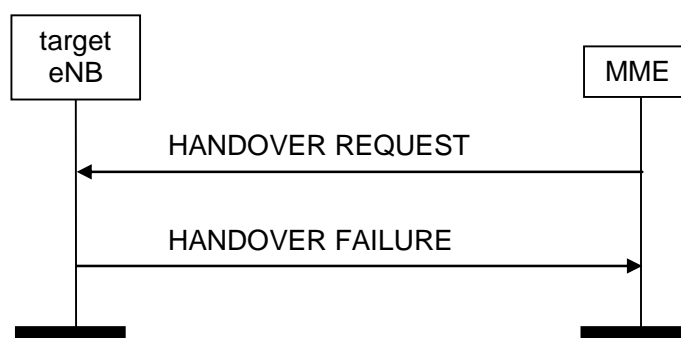 target
eNB
MME
HANDOVER REQUEST
HANDOVER FAILURE